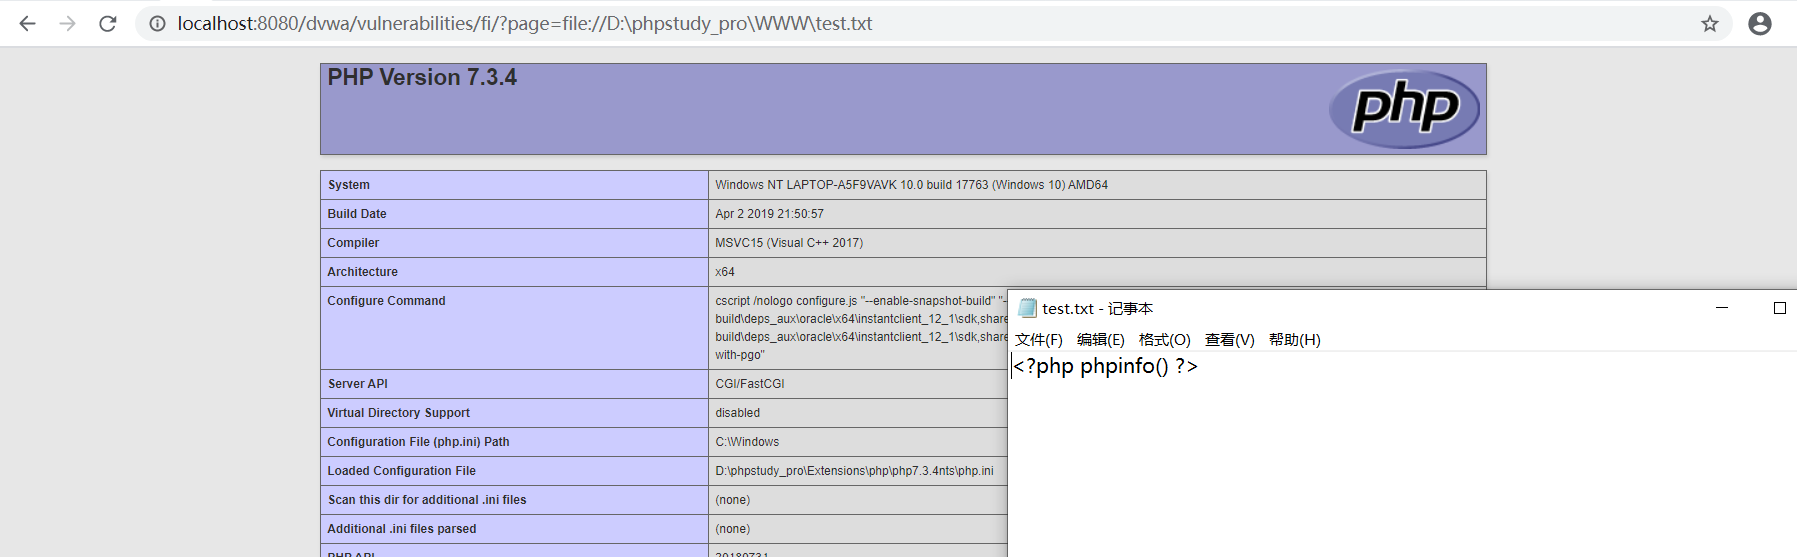 localhost:8080/dvwa/vulnerabilities/fi/?page=file://D:\phpstudy_pro\WWW\test.txt
PHP Version 7.3.4
php
System Windows NT LAPTOP-A5F9VAVK 10.0 build 17763 (Windows 10) AMD64
Build Date Apr 2 2019 21:50:57
Compiler MSVC15 (Visual C++ 2017)
Architecture x64
Configure Command cscript /nologo configure.js "--enable-snapshot-build" "-
build\deps_aux\oracle\x64\instantclient_12_1\sdk,share
build\deps_aux\oracle\x64\instantclient_12_1\sdk,share
with-pgo"
Server API CGI/FastCGI
Virtual Directory Support disabled
Configuration File (php.ini) Path C:\Windows
Loaded Configuration File D:\phpstudy_pro\Extensions\php\php7.3.4nts\php.ini
Scan this dir for additional .ini files (none)
Additional .ini files parsed (none)
PHP API 20180731
test.txt - 记事本
文件(F) 编辑(E) 格式(O) 查看(V) 帮助(H)
<?php phpinfo() ?>